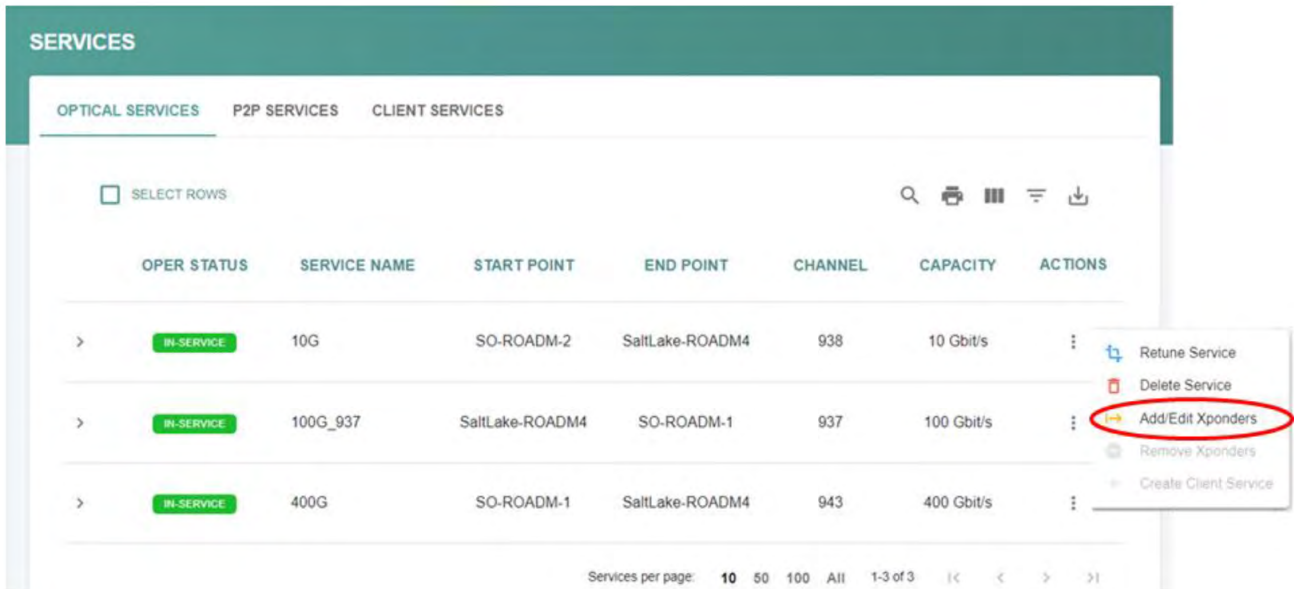 SERVICES
OPTICAL SERVICES P2P SERVICES CLIENT SERVICES
SELECT ROWS
OPER STATUS SERVICE NAME START POINT END POINT CHANNEL CAPACITY ACTIONS
IN-SERVICE 10G SO-ROADM-2 SaltLake-ROADM4 938 10 Gbit/s
Retune Service
Delete Service
IN-SERVICE 100G_937 SaltLake-ROADM4 SO-ROADM-1 937 100 Gbit/s
Add/Edit Xponders
Remove Xponders
Create Client Service
IN-SERVICE 400G SO-ROADM-1 SaltLake-ROADM4 943 400 Gbit/s
Services per page: 10 50 100 All 1-3 of 3